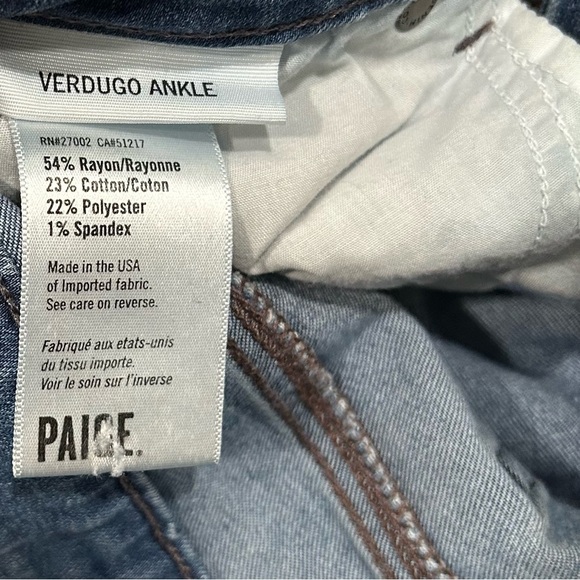 VERDUGO ANKLE
RN#27002 CA#51217
54% Rayon/Rayonne
23% Cotton/Coton
22% Polyester
1% Spandex
Made in the USA
of Imported fabric.
See care on reverse.
Fabriqué aux etats-unis
du tissu importe.
Voir le soin sur l'inverse
PAIGE.